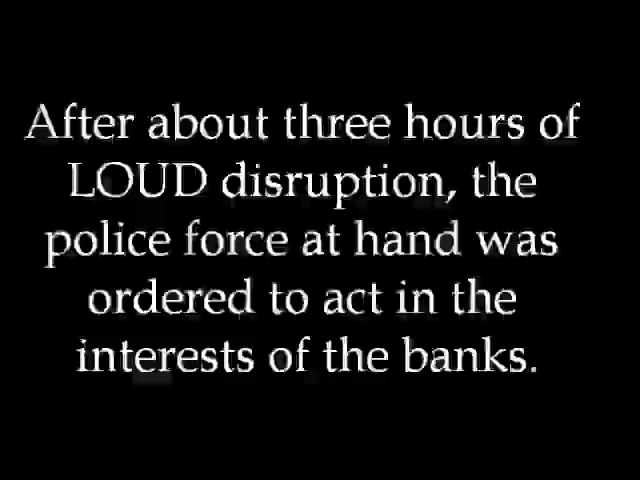 After about three hours of
LOUD disruption, the
police force at hand was
ordered to act in the
interests of the banks.